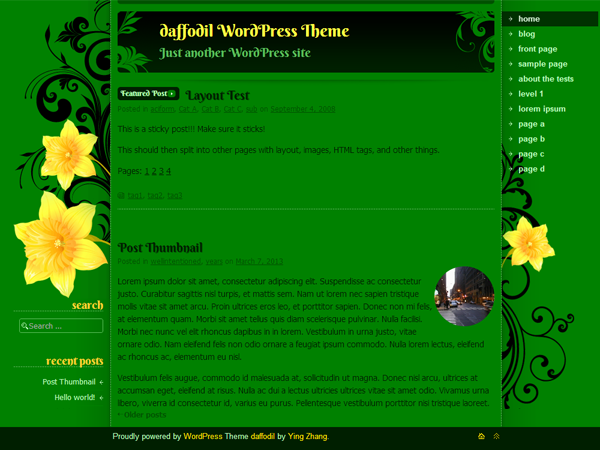 daffodil WordPress Theme
Just another WordPress site
Featured Post
Layout Test
Posted in aciform, Cat A, Cat B, Cat C, sub on September 4, 2008
This is a sticky post!!! Make sure it sticks!
This should then split into other pages with layout, images, HTML tags, and other things.
Pages: 1 2 3 4
tag1, tag2, tag3
Post Thumbnail
on March 7, 2012
Lorem ipsum dolor sit amet, consectetur adipiscing elit. Suspendisse ac consectetur
justo. Curabitur sagittis nisl turpis, et mattis sem. Nam ut lorem nec sapien tristique
mollis vitae sit amet arcu. Proin ultrices eros leo, et porttitor sapien. Donec non mi felis,
at elementum quam. Morbi sit amet tellus quis diam scelerisque pulvinar. Nulla facilisi.
Morbi nec nunc vel elit rhoncus dapibus in in lorem. Vestibulum in urna justo, vitae
ornare odio. Nam eleifend felis non odio ornare a feugiat ipsum commodo. Nulla lorem lectus, eleifend
ac rhoncus ac, elementum eu nisl.
Vestibulum felis augue, commodo id malesuada at, sollicitudin ut magna. Donec nisl arcu, ultrices at
accumsan eget, eleifend at risus. Nulla ac dui a lectus ultricies ultrices vitae sit amet odio. Vivamus urna
libero, viverra id consectetur id, varius eu purus. Pellentesque vestibulum porttitor nisi tristique laoreet.
Older posts
search
Search ...
recent posts
Post Thumbnail
Hello world!
home
blog
front page
sample page
about the tests
level 1
lorem ipsum
page a
page b
page c
page d
Proudly powered by WordPress Theme daffodil by Ying Zhang.